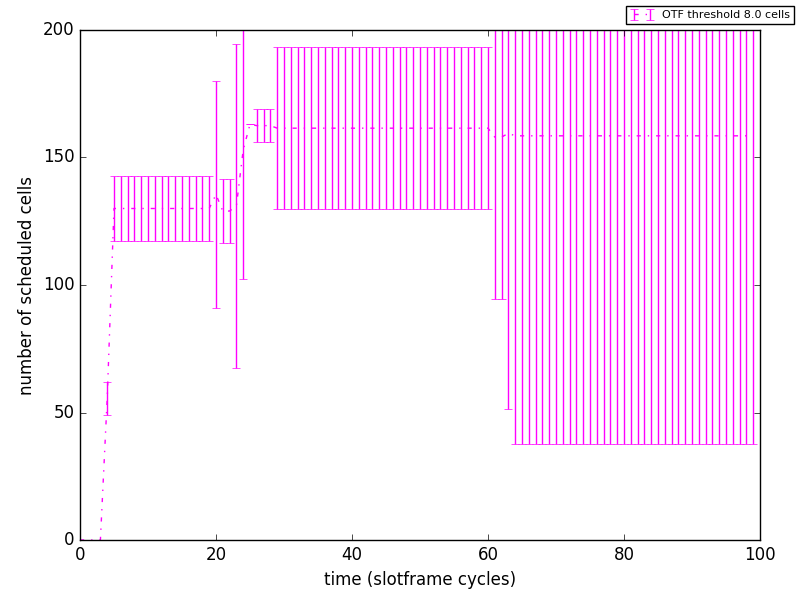 OTF threshold 8.0 cells
200
150
100
50
0
number of scheduled cells
0 20 40 60 80 100
time (slotframe cycles)